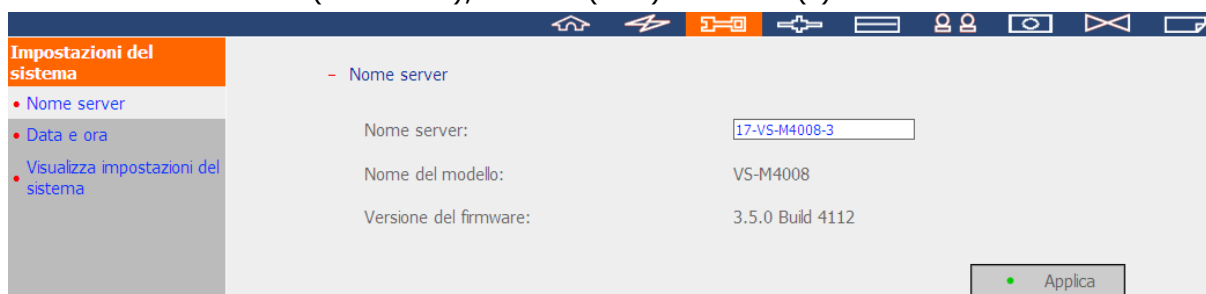 Impostazioni del
sistema
• Nome server
• Data e ora
• Visualizza impostazioni del
sistema
– Nome server
Nome server: 17-VS-M4008-3
Nome del modello: VS-M4008
Versione del firmware: 3.5.0 Build 4112
• Applica